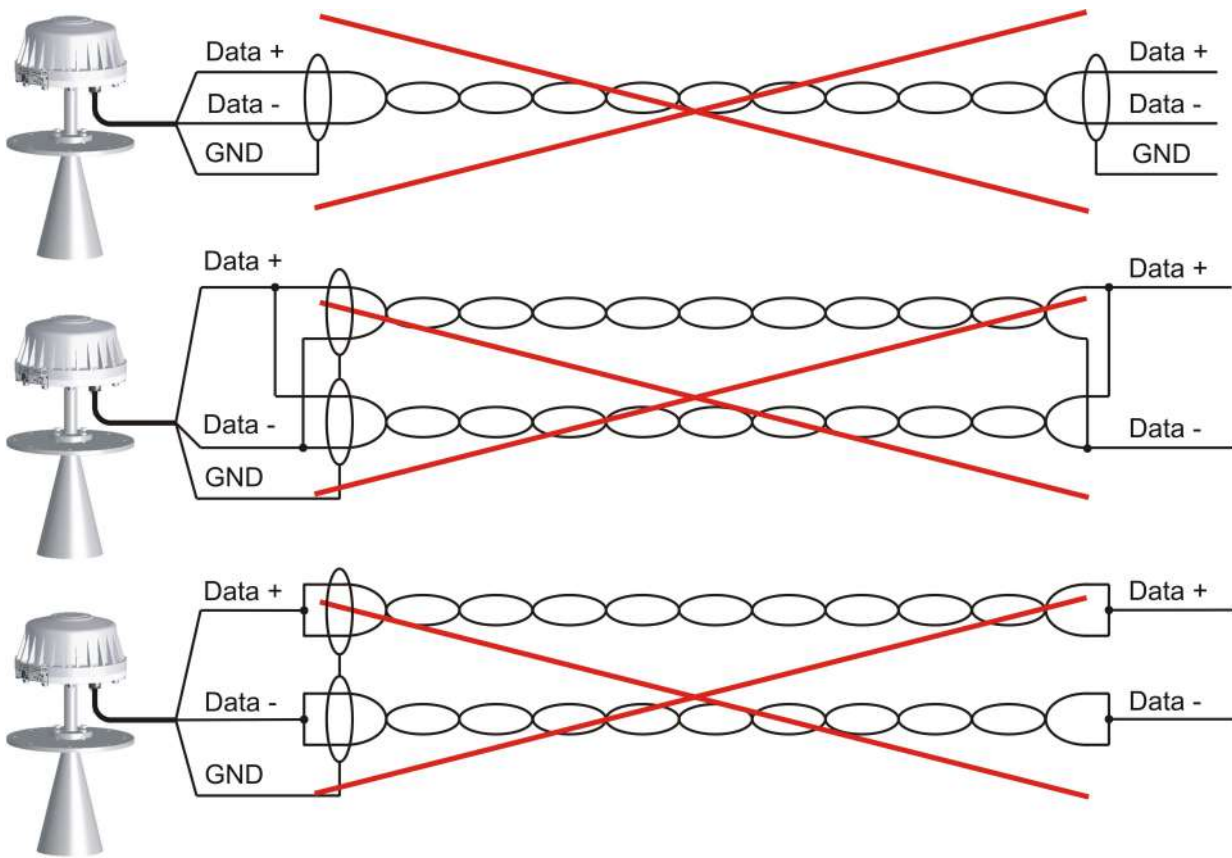 Data +
Data +
Data -
Data -
GND
GND
Data +
Data +
Data -
Data -
GND
Data +
Data +
Data -
Data -
GND